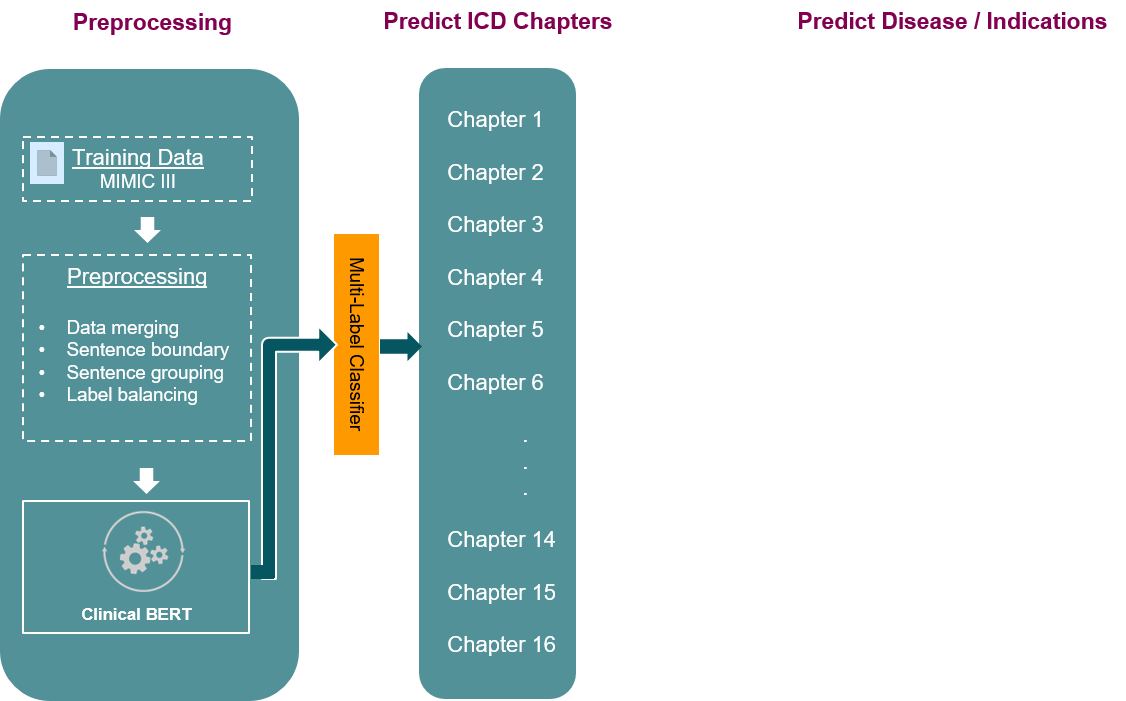 Preprocessing
Predict ICD Chapters
Predict Disease / Indications
Training Data
MIMIC III
Preprocessing
• Data merging
• Sentence boundary
• Sentence grouping
• Label balancing
Clinical BERT
Multi-Label Classifier
Chapter 1
Chapter 2
Chapter 3
Chapter 4
Chapter 5
Chapter 6
.
.
.
Chapter 14
Chapter 15
Chapter 16